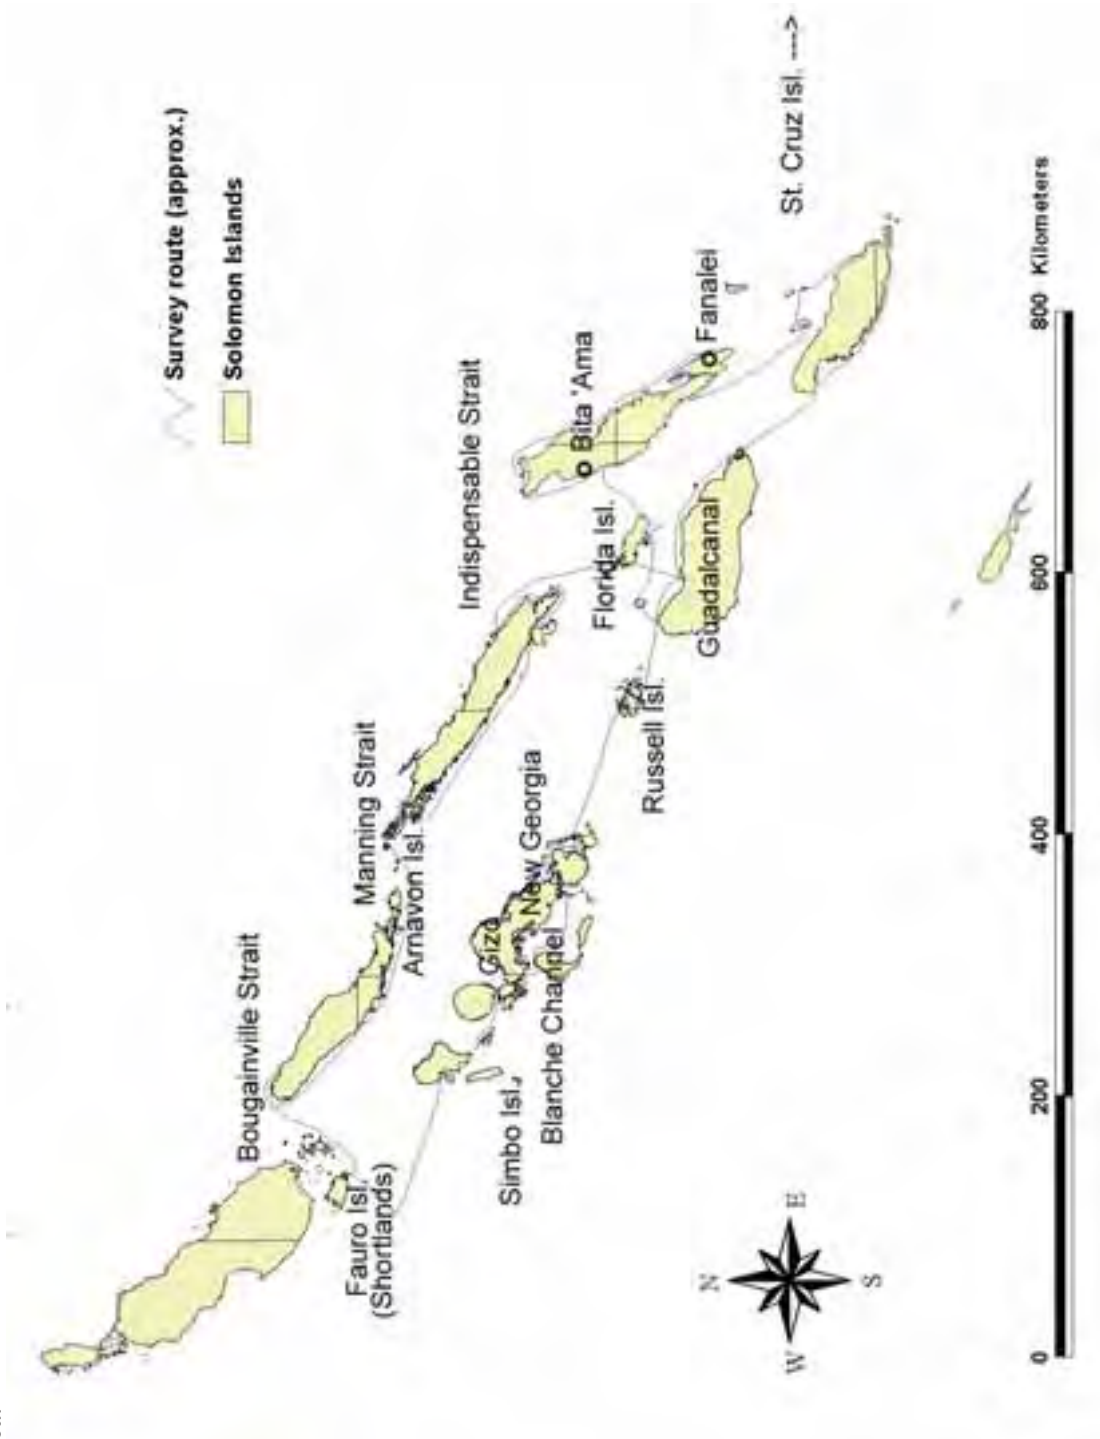 Survey route (approx.)
Solomon Islands
Bougainville Strait
Manning Strait
Indispensable Strait
Arnavon Isl.
Fauro Isl.
(Shortlands)
Bita 'Ama
Fanalei
St. Cruz Isl. --->
Gizo
New Georgia
Florida Isl.
Simbo Isl.
Blanche Channel
Russell Isl.
Guadalcanal
N
W
E
S
0
200
400
600
800
Kilometers